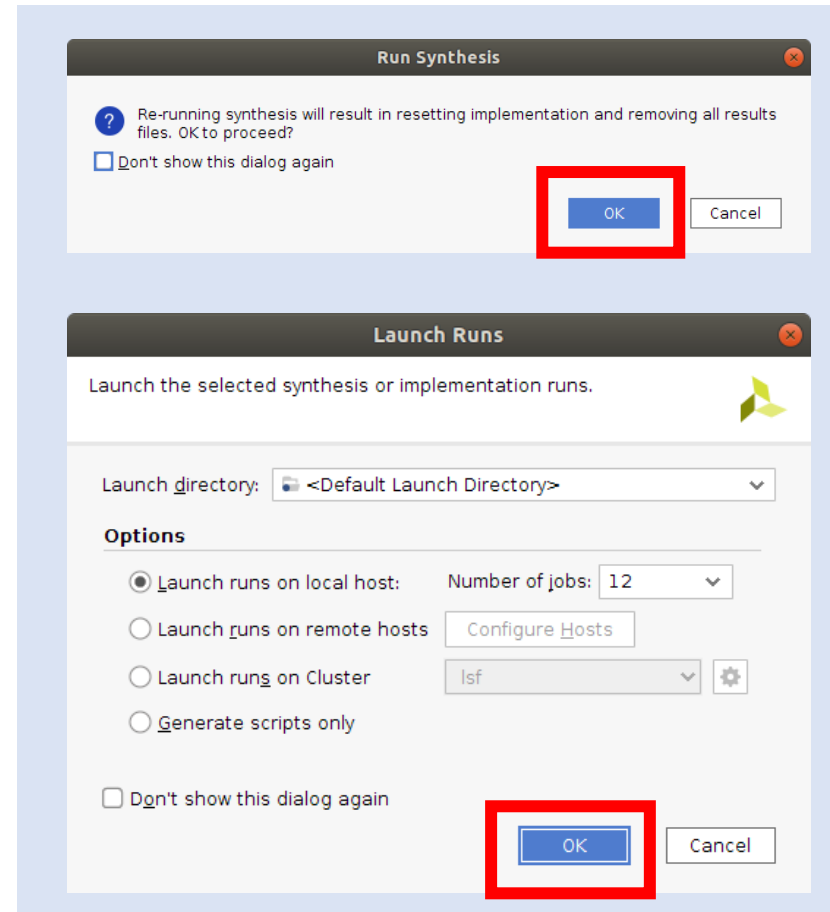 Run Synthesis
Re-running synthesis will result in resetting implementation and removing all results
files. OK to proceed?
Don't show this dialog again
OK Cancel
Launch Runs
Launch the selected synthesis or implementation runs.
Launch directory: <Default Launch Directory>
Options
Launch runs on local host: Number of jobs: 12
Launch runs on remote hosts Configure Hosts
Launch runs on Cluster lsf
Generate scripts only
Don't show this dialog again
OK Cancel